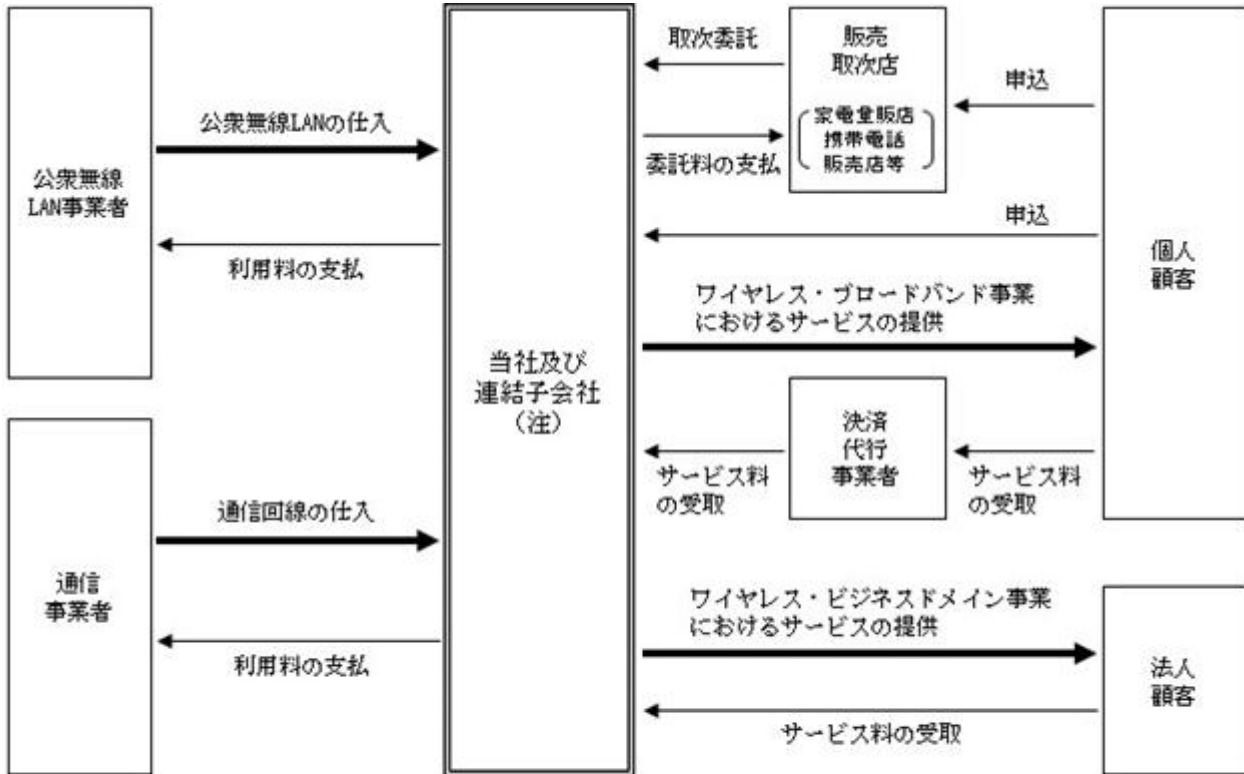 公衆無線
LAN事業者
通信
事業者
公衆無線LANの仕入
利用料の支払
通信回線の仕入
利用料の支払
当社及び
連結子会社
（注）
取次委託
委託料の支払
販売
取次店
家電量販店
携帯電話
販売店等
申込
申込
ワイヤレス・ブロードバンド事業
におけるサービスの提供
サービス料
の受取
決済
代行
事業者
サービス料
の受取
個人
顧客
ワイヤレス・ビジネスドメイン事業
におけるサービスの提供
サービス料の受取
法人
顧客